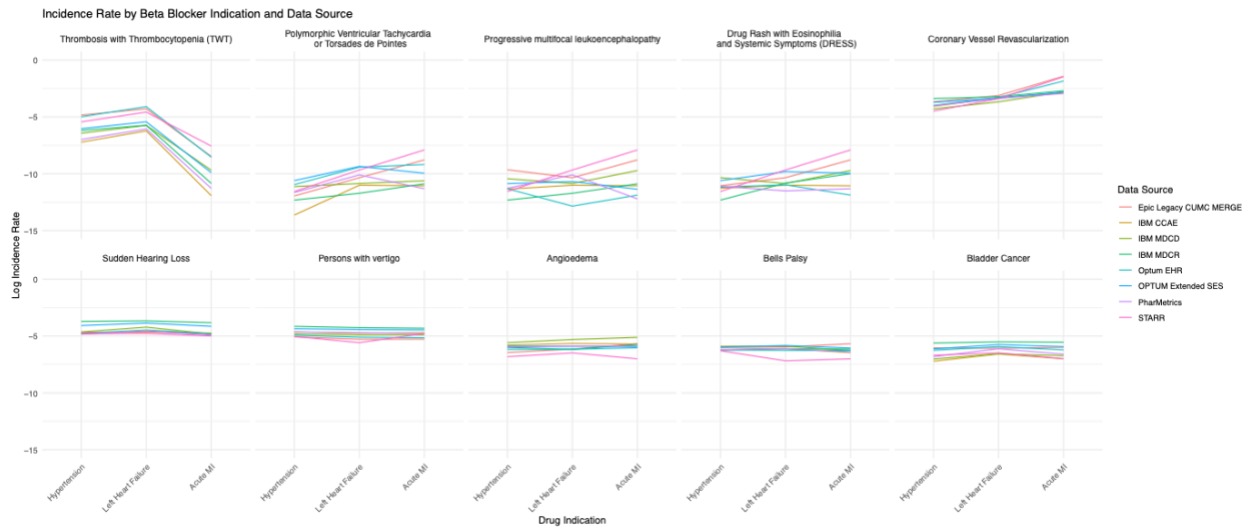 Incidence Rate by Beta Blocker Indication and Data Source
Thrombosis with Thrombocytopenia (TWT)
Polymorphic Ventricular Tachycardia
or Torsades de Pointes
Progressive multifocal leukoencephalopathy
Drug Rash with Eosinophilia
and Systemic Symptoms (DRESS)
Coronary Vessel Revascularization
0
−5
−10
−15
Sudden Hearing Loss
Persons with vertigo
Angioedema
Bells Palsy
Bladder Cancer
0
−5
−10
−15
Log Incidence Rate
Hypertension
Left Heart Failure
Acute MI
Hypertension
Left Heart Failure
Acute MI
Hypertension
Left Heart Failure
Acute MI
Hypertension
Left Heart Failure
Acute MI
Hypertension
Left Heart Failure
Acute MI
Drug Indication
Data Source
Epic Legacy CUMC MERGE
IBM CCAE
IBM MDCD
IBM MDCR
Optum EHR
OPTUM Extended SES
PharMetrics
STARR